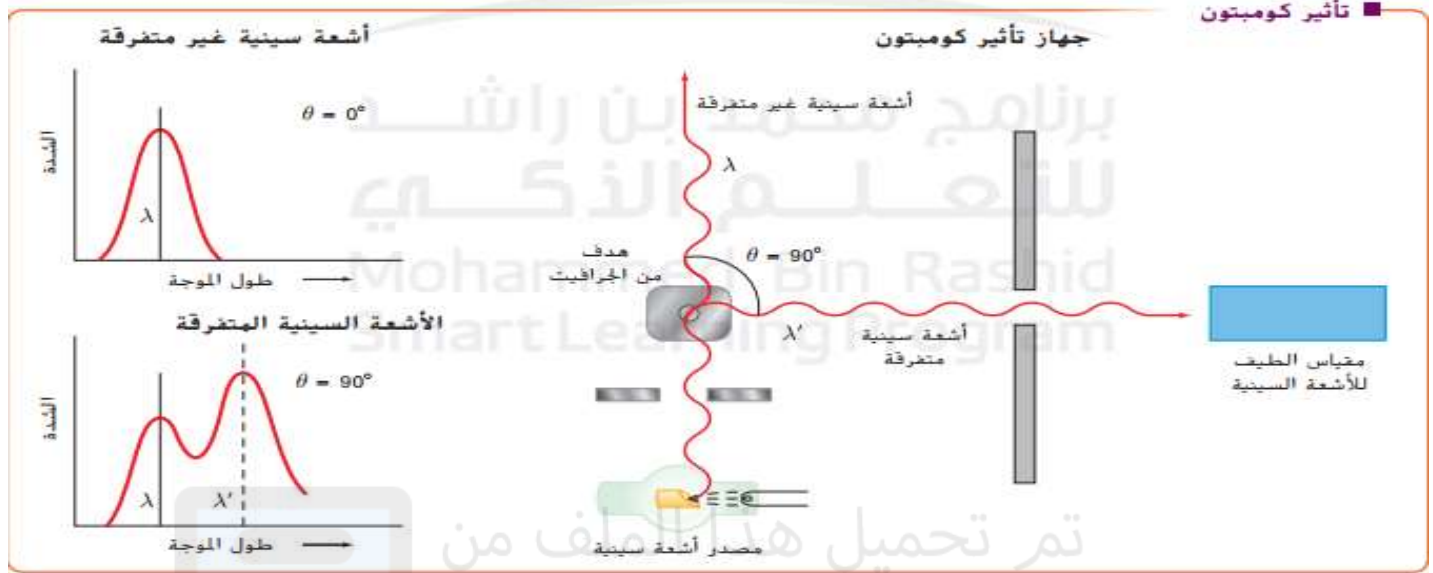 تأثير كومبتون
جهاز تأثير كومبتون
أشعة سينية غير متفرقة
λ
هدف
من الجرافيت
θ = 90°
λ′
أشعة سينية
متفرقة
مقياس الطيف
للأشعة السينية
مصدر أشعة سينية
أشعة سينية غير متفرقة
θ = 0°
الشدة
λ
طول الموجة
الأشعة السينية المتفرقة
θ = 90°
الشدة
λ
λ′
طول الموجة
برنامج محمد بن راشد
للتعلم الذكي
Mohammed Bin Rashid
Smart Learning Program
تم تحميل هذا الملف من